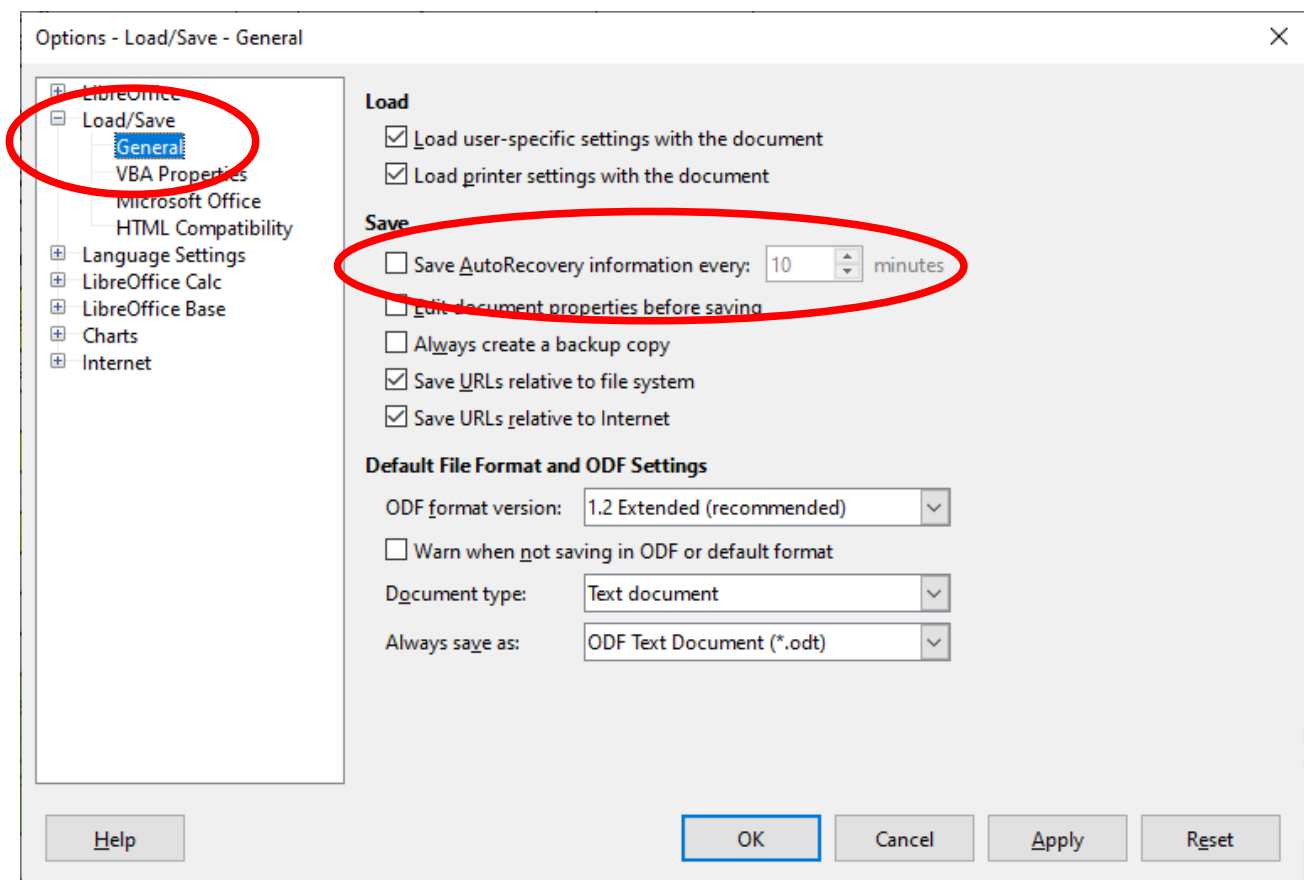 Options - Load/Save - General
LibreOffice
Load/Save
General
VBA Properties
Microsoft Office
HTML Compatibility
Language Settings
LibreOffice Calc
LibreOffice Base
Charts
Internet
Load
Load user-specific settings with the document
Load printer settings with the document
Save
Save AutoRecovery information every: 10 minutes
Edit document properties before saving
Always create a backup copy
Save URLs relative to file system
Save URLs relative to Internet
Default File Format and ODF Settings
ODF format version: 1.2 Extended (recommended)
Warn when not saving in ODF or default format
Document type: Text document
Always save as: ODF Text Document (*.odt)
Help OK Cancel Apply Reset